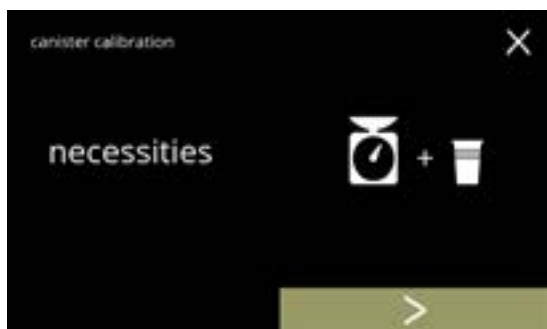 canister calibration
necessities
+
>